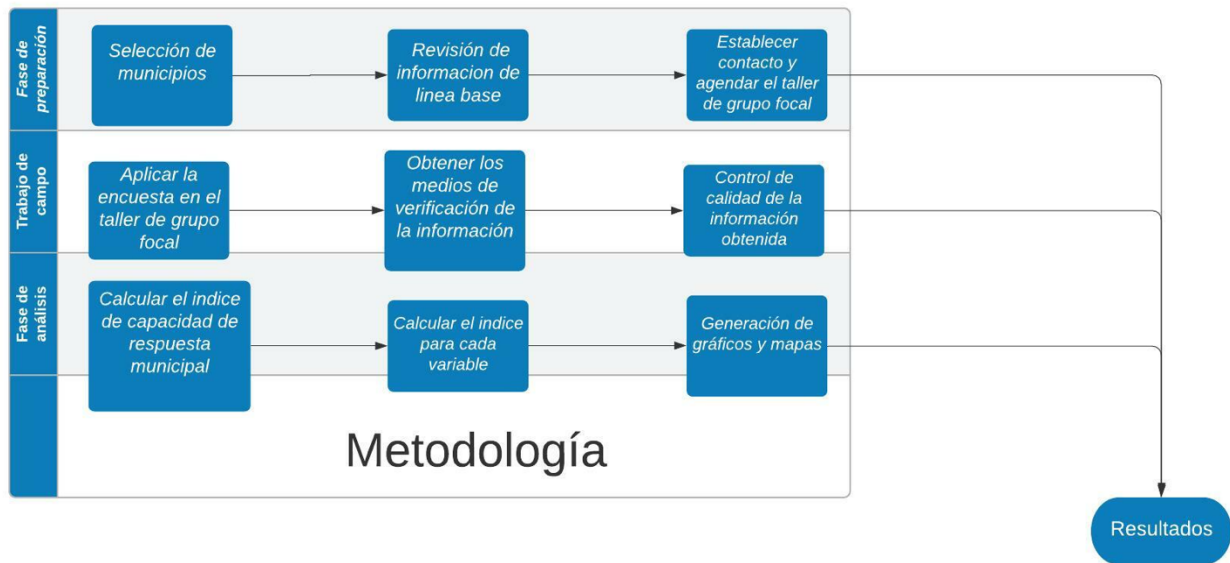 Fase de
preparación
Selección de
municipios
Revisión de
informacion de
linea base
Establecer
contacto y
agendar el taller
de grupo focal
Trabajo de
campo
Aplicar la
encuesta en el
taller de grupo
focal
Obtener los
medios de
verificación de
la información
Control de
calidad de la
información
obtenida
Fase de
análisis
Calcular el indice
de capacidad de
respuesta
municipal
Calcular el indice
para cada
variable
Generación de
gráficos y mapas
Metodología
Resultados